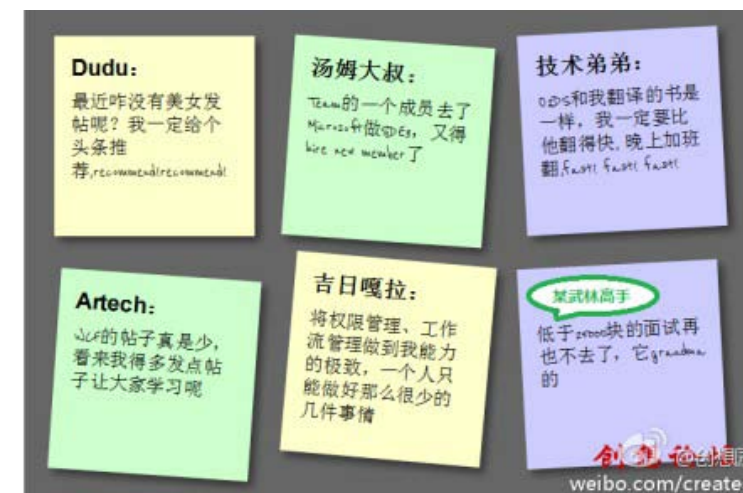 Dudu：
最近咋没有美女发
帖呢？我一定给个
头条推
荐,recommend!recommend!
汤姆大叔：
Team的一个成员去了
Microsoft做SDE3，又得
hire new member了
技术弟弟：
ODS和我翻译的书是
一样，我一定要比
他翻得快,晚上加班
翻,fast! fast! fast!
Artech：
WCF的帖子真是少，
看来我得多发点帖
子让大家学习呢
吉日嘎拉：
将权限管理、工作
流管理做到我能力
的极致，一个人只
能做好那么很少的
几件事情
某武林高手
低于25000块的面试再
也不去了，它grandma
的
weibo.com/create